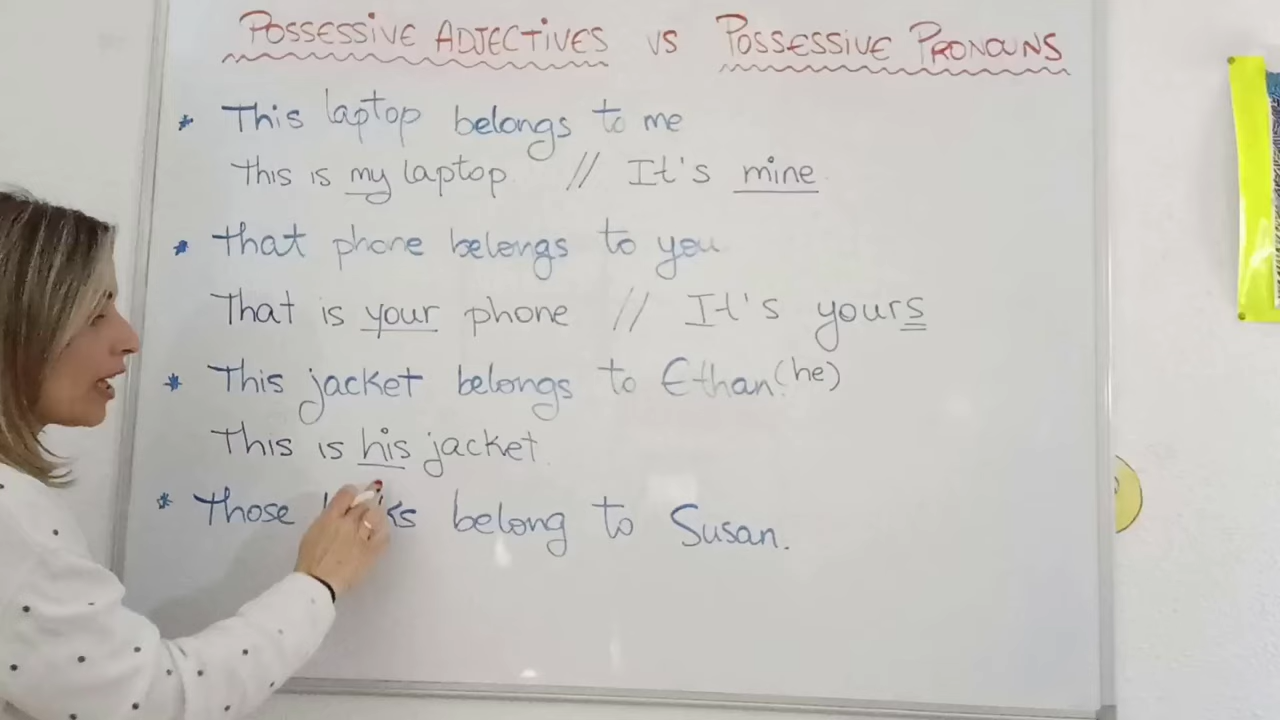 POSSESSIVE ADJECTIVES VS POSSESSIVE PRONOUNS
* This laptop belongs to me
This is my laptop. // It's mine.
* That phone belongs to you
That is your phone // It's yours
* This jacket belongs to Ethan. (he)
This is his jacket.
* Those belong to Susan.